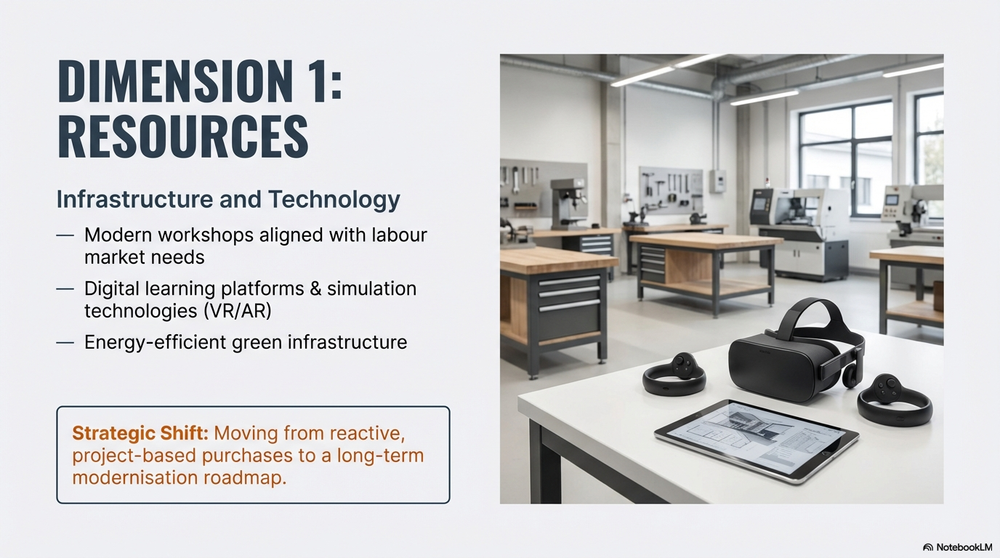 DIMENSION 1:
RESOURCES
Infrastructure and Technology
— Modern workshops aligned with labour
market needs
— Digital learning platforms & simulation
technologies (VR/AR)
— Energy-efficient green infrastructure
Strategic Shift: Moving from reactive,
project-based purchases to a long-term
modernisation roadmap.
NotebookLM